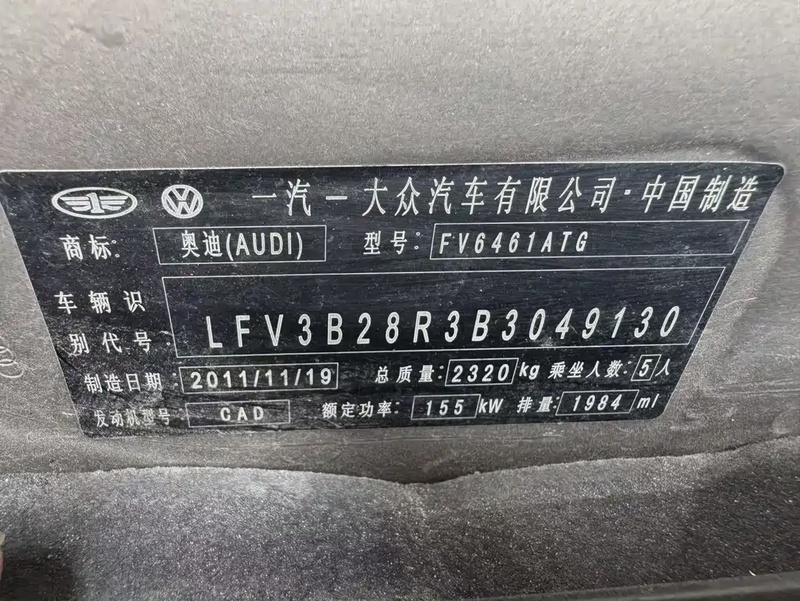 一汽－大众汽车有限公司·中国制造
商标: 奥迪(AUDI) 型号: FV6461ATG
车辆识别代号 LFV3B28R3B3049130
制造日期: 2011/11/19 总质量: 2320 kg 乘坐人数: 5 人
发动机型号 CAD 额定功率: 155 kW 排量: 1984 ml